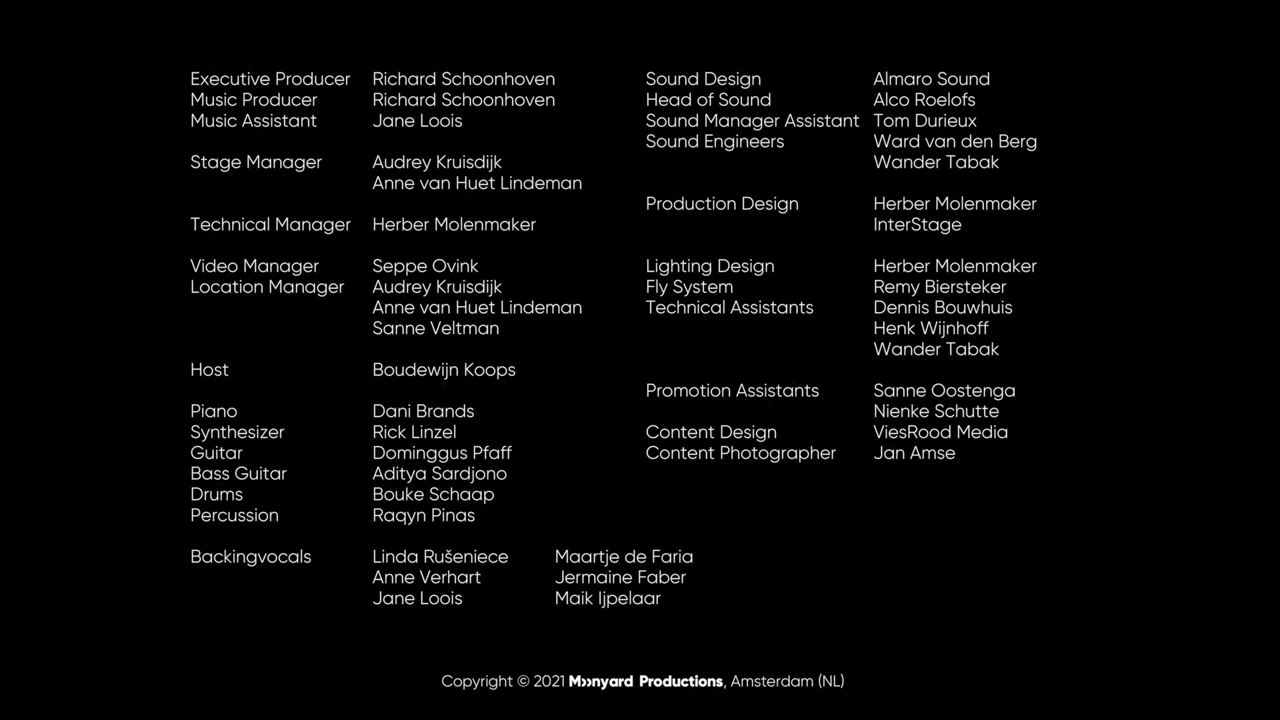 Executive Producer Richard Schoonhoven
Music Producer Richard Schoonhoven
Music Assistant Jane Loois
Stage Manager Audrey Kruisdijk
Anne van Huet Lindeman
Technical Manager Herber Molenmaker
Video Manager Seppe Ovink
Location Manager Audrey Kruisdijk
Anne van Huet Lindeman
Sanne Veltman
Host Boudewijn Koops
Piano Dani Brands
Synthesizer Rick Linzel
Guitar Dominggus Pfaff
Bass Guitar Aditya Sardjono
Drums Bouke Schaap
Percussion Raqyn Pinas
Backingvocals Linda Rušeniece Maartje de Faria
Anne Verhart Jermaine Faber
Jane Loois Maik Ijpelaar
Sound Design Almaro Sound
Head of Sound Alco Roelofs
Sound Manager Assistant Tom Durieux
Sound Engineers Ward van den Berg
Wander Tabak
Production Design Herber Molenmaker
InterStage
Lighting Design Herber Molenmaker
Fly System Remy Biersteker
Technical Assistants Dennis Bouwhuis
Henk Wijnhoff
Wander Tabak
Promotion Assistants Sanne Oostenga
Nienke Schutte
Content Design ViesRood Media
Content Photographer Jan Amse
Copyright © 2021 Moonyard Productions, Amsterdam (NL)